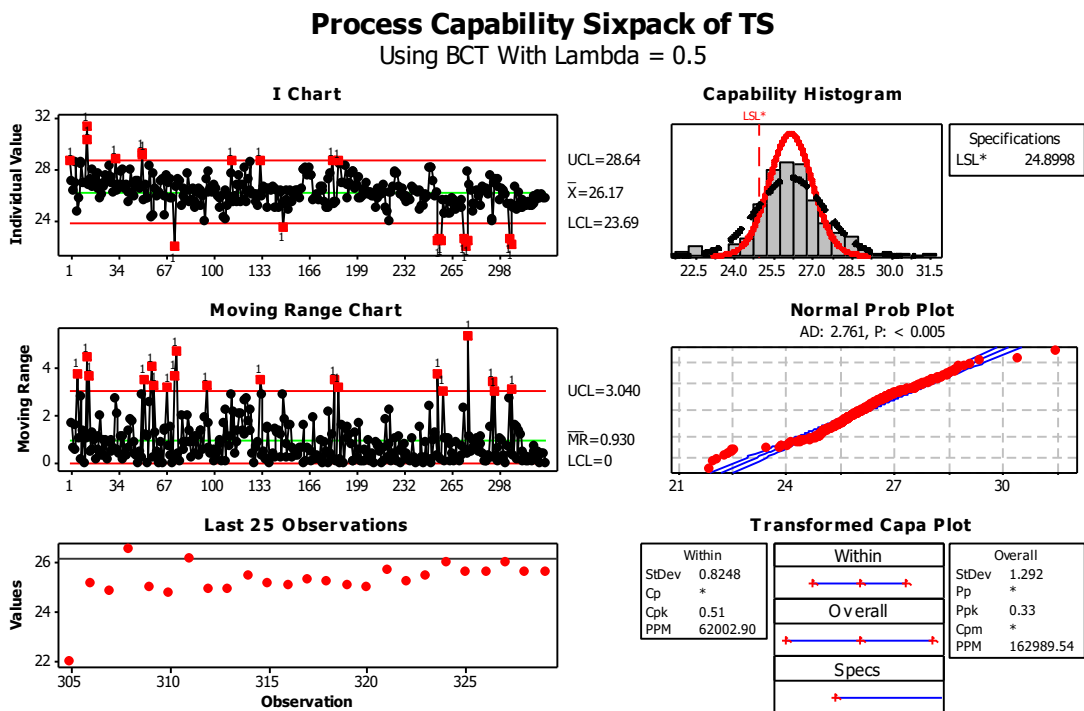 Process Capability Sixpack of TS
Using BCT With Lambda = 0.5
I Chart
Individual Value
32
28
24
1 34 67 100 133 166 199 232 265 298
UCL=28.64
X=26.17
LCL=23.69
Capability Histogram
LSL*
22.5 24.0 25.5 27.0 28.5 30.0 31.5
Specifications
LSL* 24.8998
Moving Range Chart
Moving Range
4
2
0
1 34 67 100 133 166 199 232 265 298
UCL=3.040
MR=0.930
LCL=0
Normal Prob Plot
AD: 2.761, P: < 0.005
21 24 27 30
Last 25 Observations
Values
26
24
22
305 310 315 320 325
Observation
Transformed Capa Plot
Within
StDev 0.8248
Cp *
Cpk 0.51
PPM 62002.90
Within
Overall
Specs
Overall
StDev 1.292
Pp *
Ppk 0.33
Cpm *
PPM 162989.54